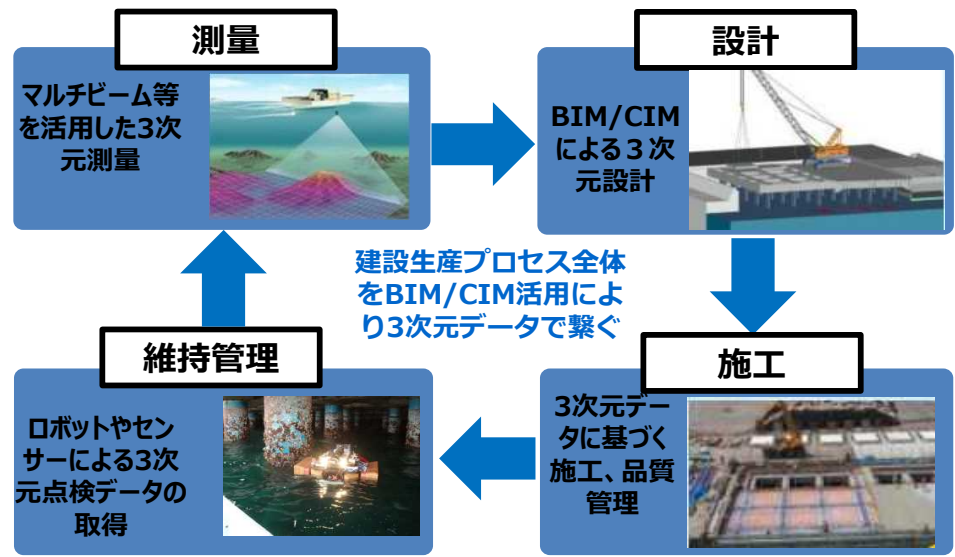 測量
マルチビーム等
を活用した3次
元測量
設計
BIM/CIM
による３次
元設計
建設生産プロセス全体
をBIM/CIM活用によ
り3次元データで繋ぐ
維持管理
ロボットやセン
サーによる3次
元点検データの
取得
施工
3次元デー
タに基づく
施工、品質
管理